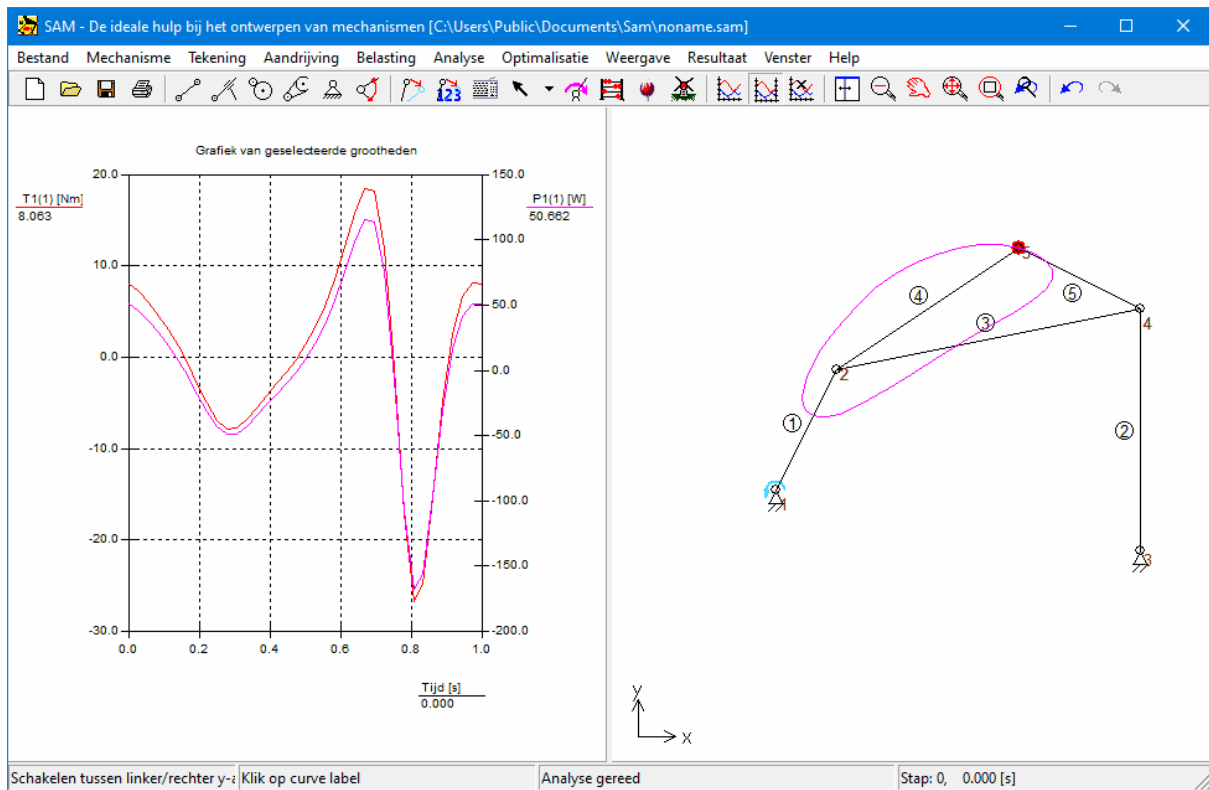 SAM - De ideale hulp bij het ontwerpen van mechanismen [C:\Users\Public\Documents\Sam\noname.sam]
Bestand Mechanisme Tekening Aandrijving Belasting Analyse Optimalisatie Weergave Resultaat Venster Help
123
Grafiek van geselecteerde grootheden
20.0 150.0
T1(1) [Nm] P1(1) [W]
8.063 50.662
100.0
10.0
50.0
0.0 0.0
-50.0
-10.0
-100.0
-20.0
-150.0
-30.0 -200.0
0.0 0.2 0.4 0.6 0.8 1.0
Tijd [s]
0.000
5
4 5
3 4
2
1 2
1
3
y
x
Schakelen tussen linker/rechter y-a Klik op curve label Analyse gereed Stap: 0, 0.000 [s]